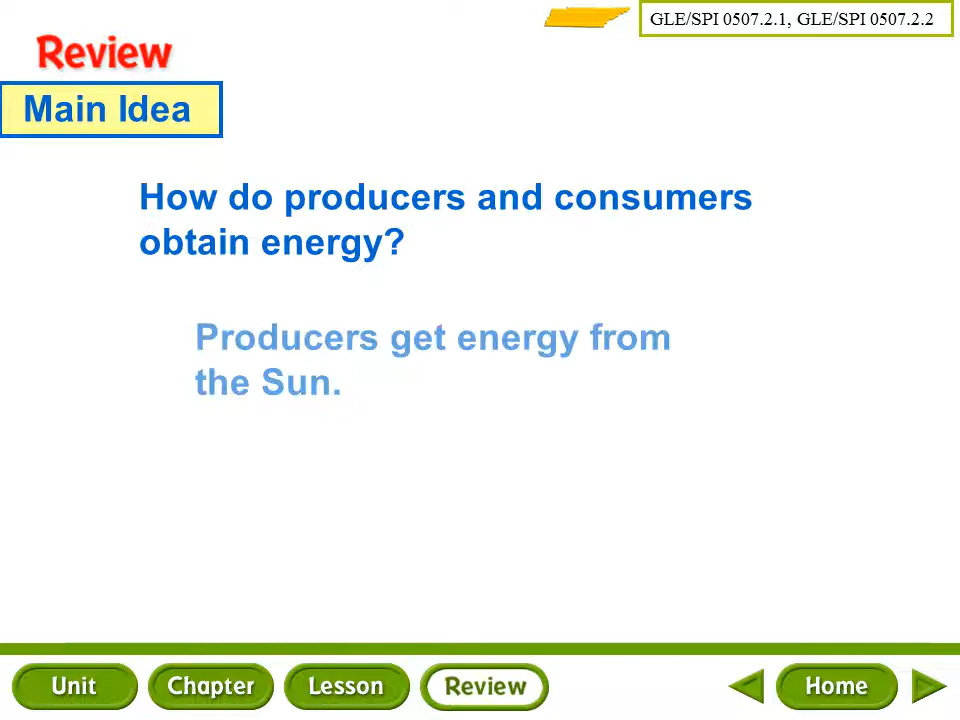 GLE/SPI 0507.2.1, GLE/SPI 0507.2.2
Review
Main Idea
How do producers and consumers
obtain energy?
Producers get energy from
the Sun.
Unit
Chapter
Lesson
Review
Home